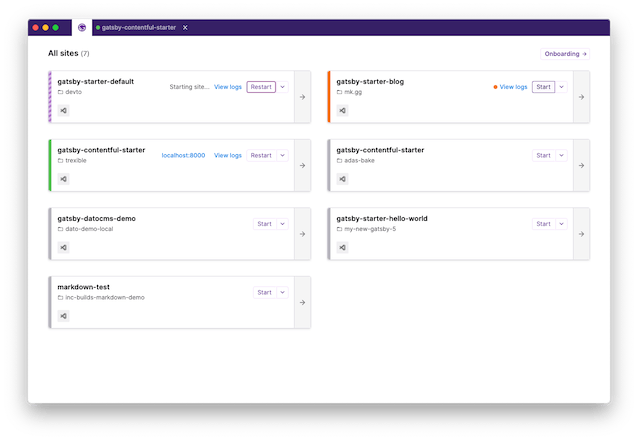 gatsby-contentful-starter
All sites (7)
Onboarding
gatsby-starter-default
devto
Starting site...
View logs
Restart
gatsby-starter-blog
mk.gg
View logs
Start
gatsby-contentful-starter
trexible
localhost:8000
View logs
Restart
gatsby-contentful-starter
adas-bake
Start
gatsby-datocms-demo
dato-demo-local
Start
gatsby-starter-hello-world
my-new-gatsby-5
Start
markdown-test
inc-builds-markdown-demo
Start